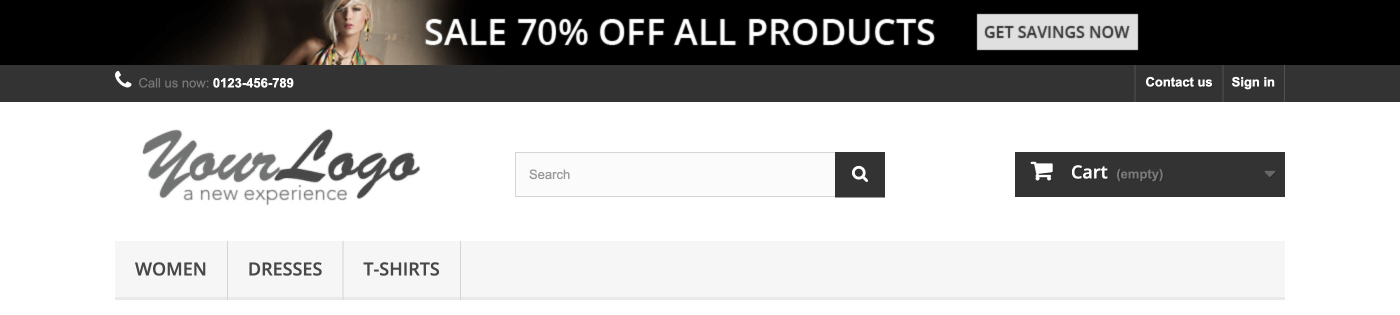 SALE 70% OFF ALL PRODUCTS GET SAVINGS NOW
Call us now: 0123-456-789 Contact us Sign in
YourLogo
a new experience
Search
Cart (empty)
WOMEN DRESSES T-SHIRTS